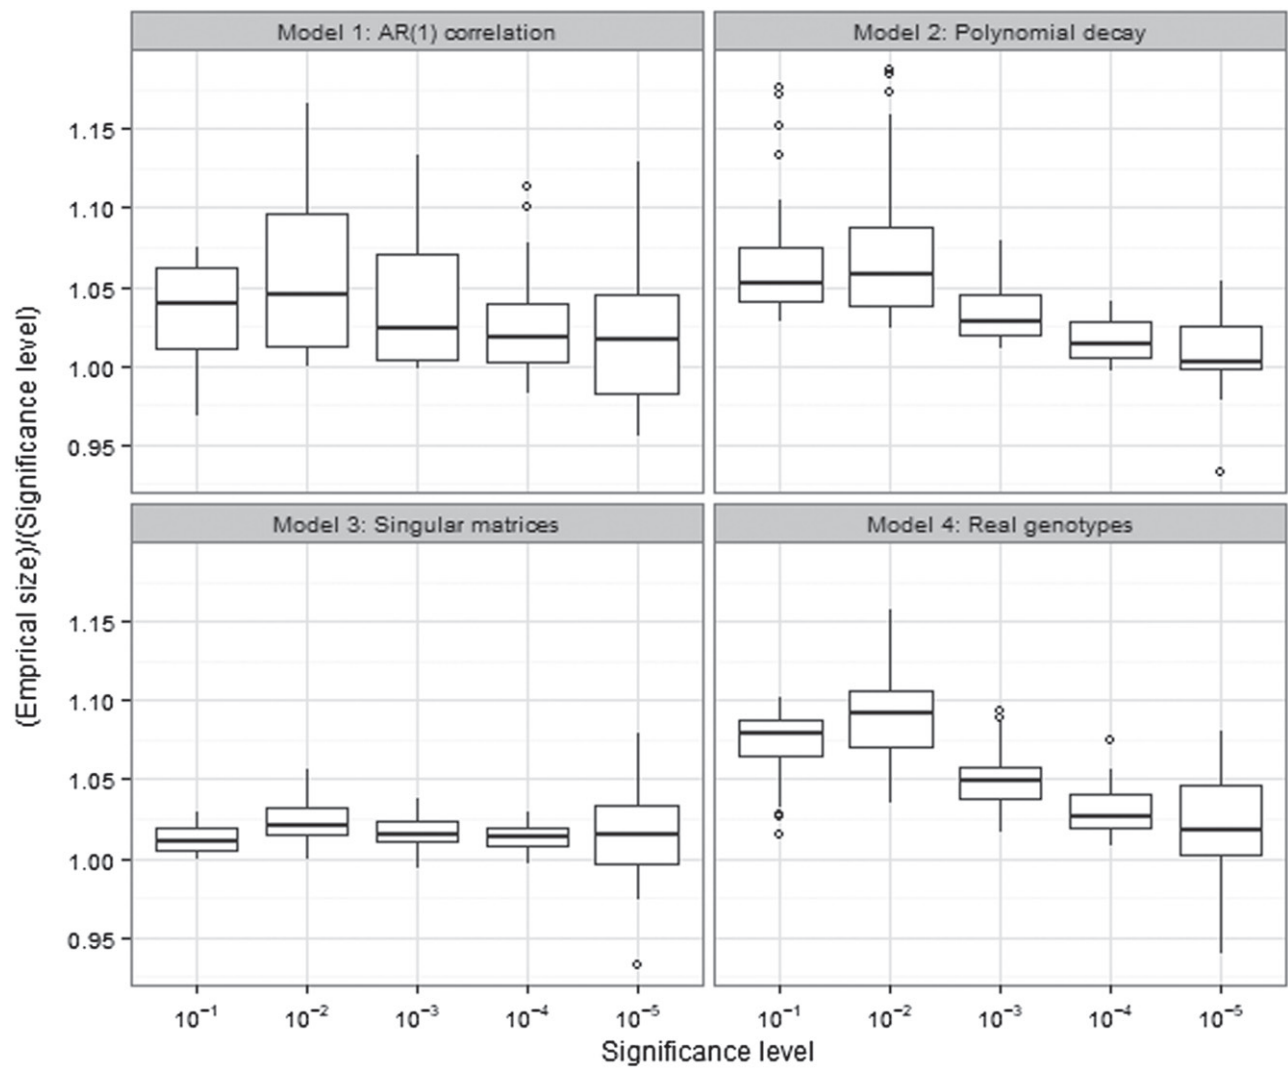 Model 1: AR(1) correlation
Model 2: Polynomial decay
1.15
1.10
1.05
1.00
0.95
(Emprical size)/(Significance level)
Model 3: Singular matrices
Model 4: Real genotypes
1.15
1.10
1.05
1.00
0.95
10⁻¹ 10⁻² 10⁻³ 10⁻⁴ 10⁻⁵ 10⁻¹ 10⁻² 10⁻³ 10⁻⁴ 10⁻⁵
Significance level